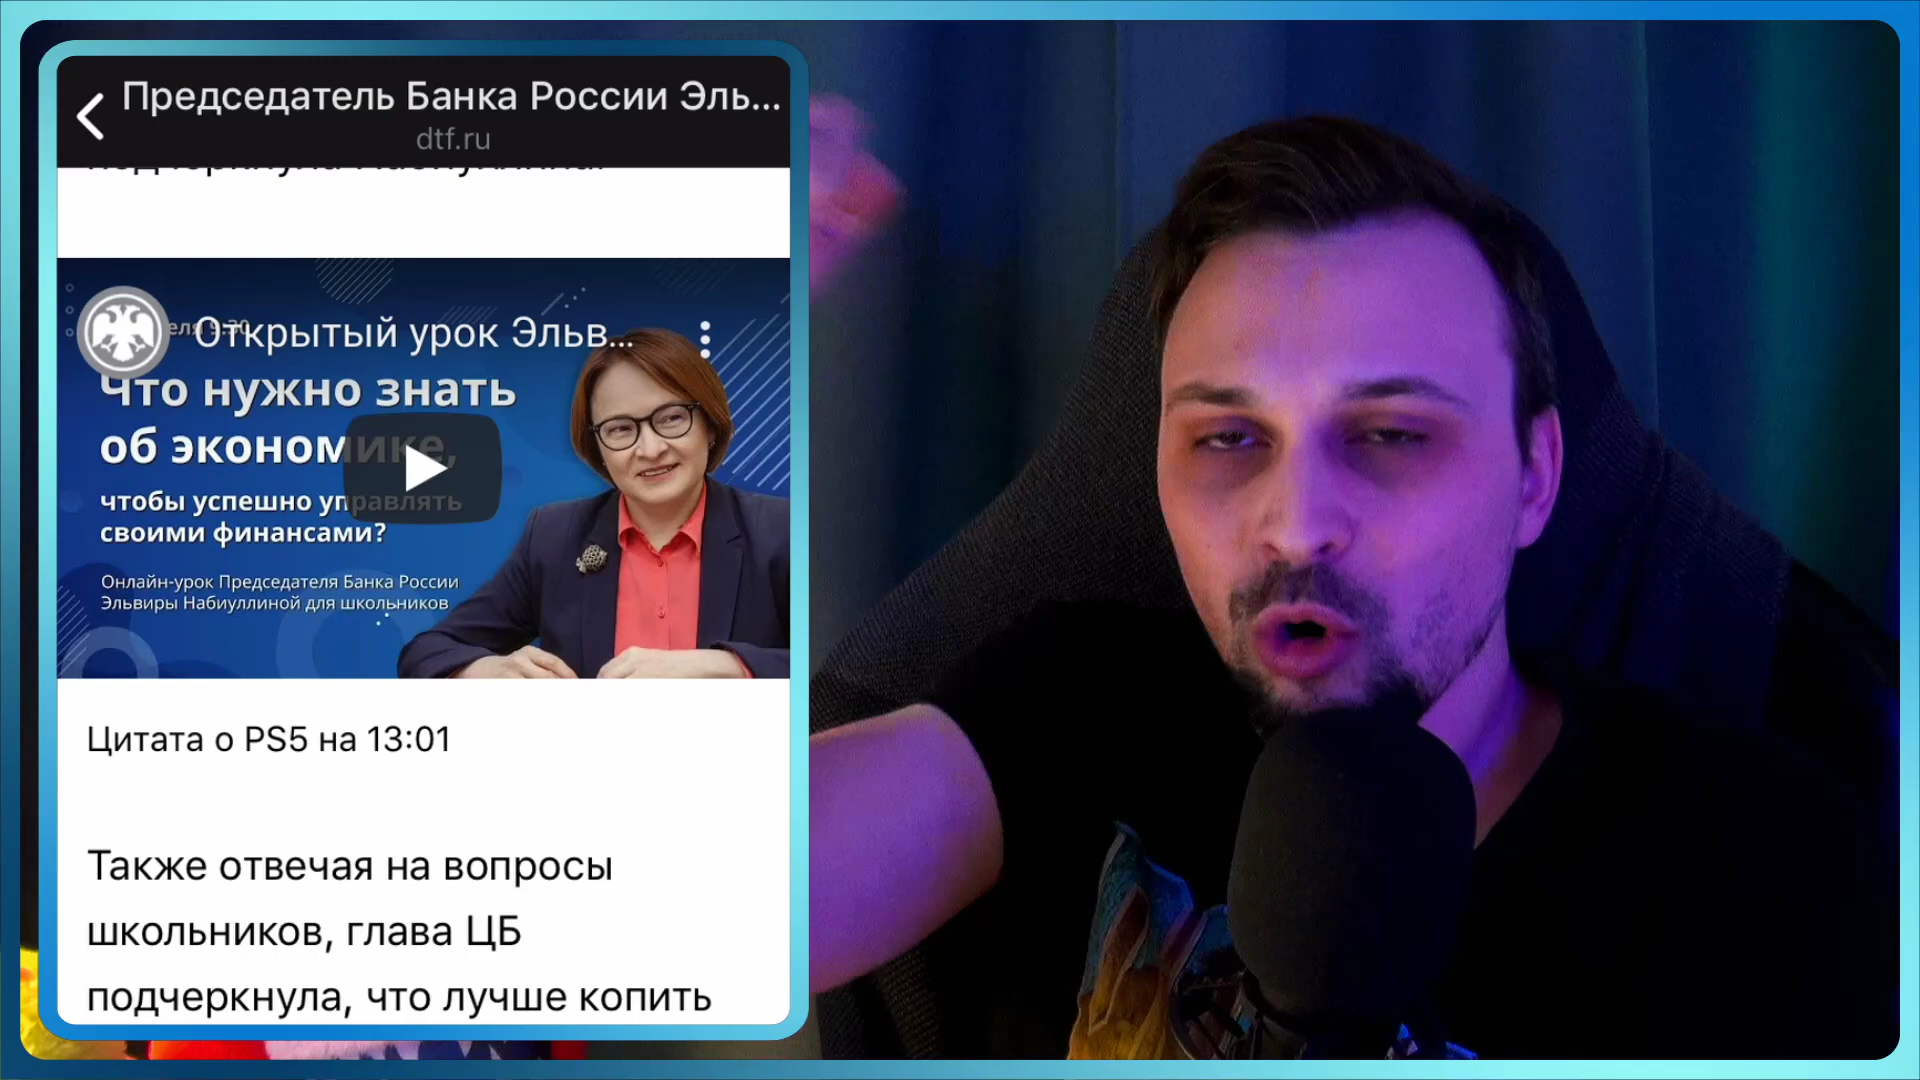 Председатель Банка России Эль...
dtf.ru
Открытый урок Эльв...
Что нужно знать
об экономике,
чтобы успешно управлять
своими финансами?
Онлайн-урок Председателя Банка России
Эльвиры Набиуллиной для школьников
Цитата о PS5 на 13:01
Также отвечая на вопросы
школьников, глава ЦБ
подчеркнула, что лучше копить